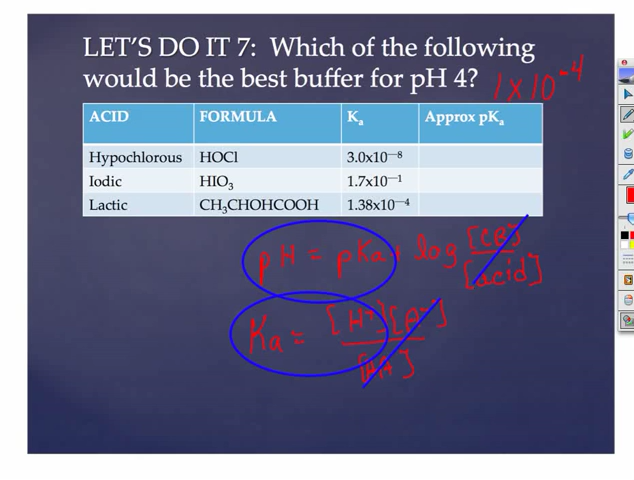 LET'S DO IT 7: Which of the following
would be the best buffer for pH 4?
1 x 10^-4
ACID FORMULA Ka Approx pKa
Hypochlorous HOCl 3.0x10^-8
Iodic HIO3 1.7x10^-1
Lactic CH3CHOHCOOH 1.38x10^-4
pH = pKa + log [CB] / [acid]
Ka = [H+][A-] / [HA]